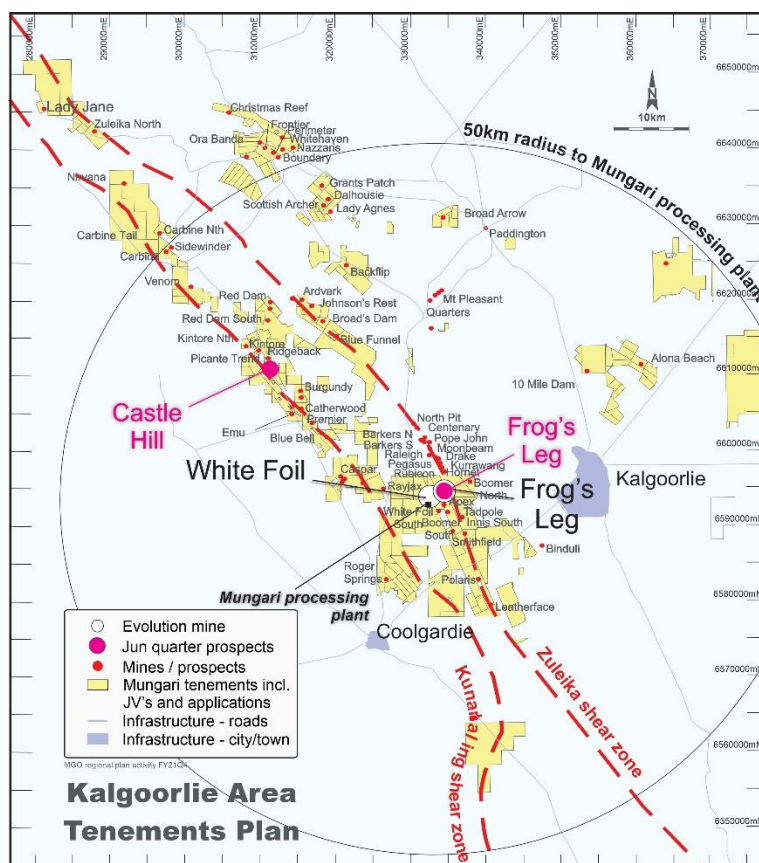 280000mE
290000mE
300000mE
310000mE
320000mE
330000mE
340000mE
350000mE
360000mE
370000mE
6650000mN
6640000mN
6630000mN
6620000mN
6610000mN
6600000mN
6590000mN
6580000mN
6570000mN
6560000mN
6550000mN
N
10km
50km radius to Mungari processing plant
Lady Jane
Zuleika North
Christmas Reef
Frontier
Perimeter
Ora Banda
Whitehaven
Nazzaris
Boundary
Nirvana
Grants Patch
Dalhousie
Scottish Archer
Lady Agnes
Broad Arrow
Paddington
Carbine Nth
Carbine Tail
Sidewinder
Carbine
Backflip
Venom
Ardvark
Red Dam
Johnson's Rest
Mt Pleasant
Red Dam South
Broad's Dam
Quarters
Kintore Nth
Blue Funnel
Kintore
Ridgeback
Picante Trend
Alona Beach
10 Mile Dam
Castle
Hill
Burgundy
Catherwood
Premier
Emu
Blue Bell
North Pit
Centenary
Barkers N
Pope John
Barkers S
Moonbeam
Raleigh
Drake
Pegasus
Kurrawang
Rubicon
Hornet
Frog's
Leg
Kalgoorlie
White Foil
Caspar
Rayjax
Boomer
North
Frog's
Leg
White Foil
South
Apex
Tadpole
Boomer
South
Innis South
Smithfield
Binduli
Roger
Springs
Polaris
Leatherface
Mungari processing
plant
Coolgardie
Kunanalling shear zone
Zuleika shear zone
Evolution mine
Jun quarter prospects
Mines / prospects
Mungari tenements incl.
JV's and applications
Infrastructure - roads
Infrastructure - city/town
MGO regional plan activity FY21Q4
Kalgoorlie Area
Tenements Plan